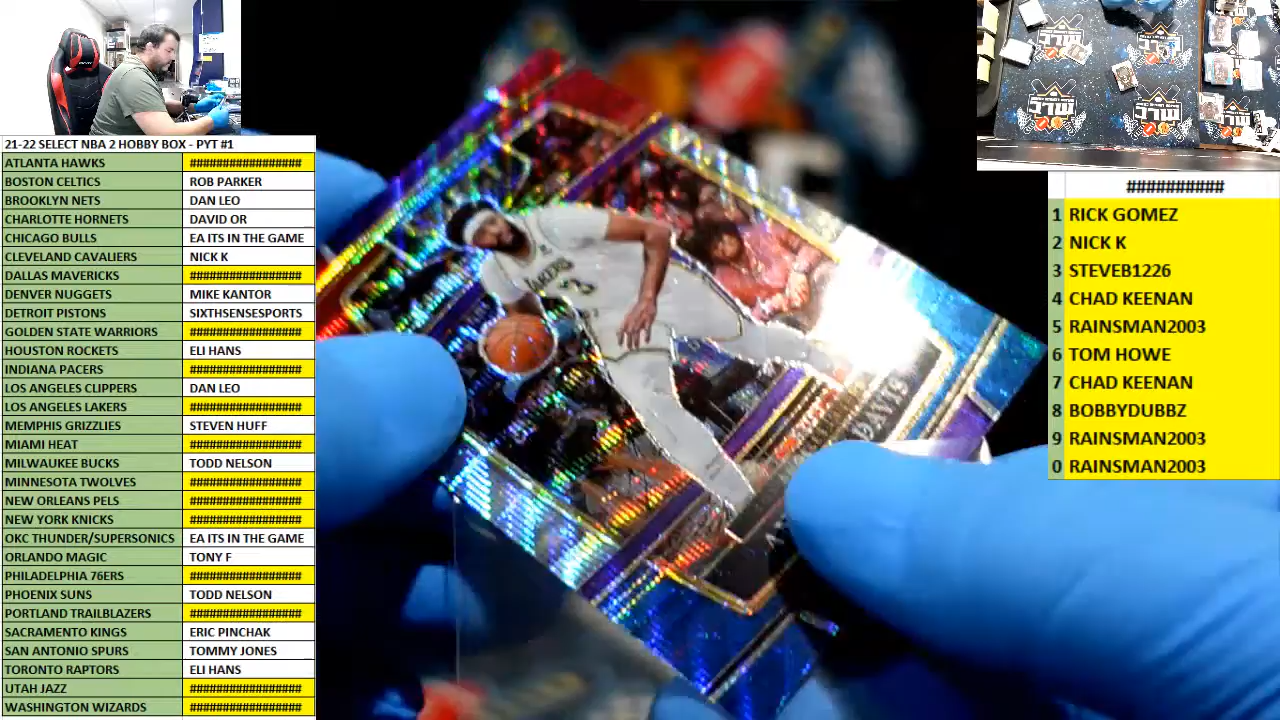 21-22 SELECT NBA 2 HOBBY BOX - PYT #1
ATLANTA HAWKS ################
BOSTON CELTICS ROB PARKER
BROOKLYN NETS DAN LEO
CHARLOTTE HORNETS DAVID OR
CHICAGO BULLS EA ITS IN THE GAME
CLEVELAND CAVALIERS NICK K
DALLAS MAVERICKS ################
DENVER NUGGETS MIKE KANTOR
DETROIT PISTONS SIXTHSENSESPORTS
GOLDEN STATE WARRIORS ################
HOUSTON ROCKETS ELI HANS
INDIANA PACERS ################
LOS ANGELES CLIPPERS DAN LEO
LOS ANGELES LAKERS ################
MEMPHIS GRIZZLIES STEVEN HUFF
MIAMI HEAT ################
MILWAUKEE BUCKS TODD NELSON
MINNESOTA TWOLVES ################
NEW ORLEANS PELS ################
NEW YORK KNICKS ################
OKC THUNDER/SUPERSONICS EA ITS IN THE GAME
ORLANDO MAGIC TONY F
PHILADELPHIA 76ERS ################
PHOENIX SUNS TODD NELSON
PORTLAND TRAILBLAZERS ################
SACRAMENTO KINGS ERIC PINCHAK
SAN ANTONIO SPURS TOMMY JONES
TORONTO RAPTORS ELI HANS
UTAH JAZZ ################
WASHINGTON WIZARDS ################
LAKERS
3
DAVIS
##########
1 RICK GOMEZ
2 NICK K
3 STEVEB1226
4 CHAD KEENAN
5 RAINSMAN2003
6 TOM HOWE
7 CHAD KEENAN
8 BOBBYDUBBZ
9 RAINSMAN2003
0 RAINSMAN2003